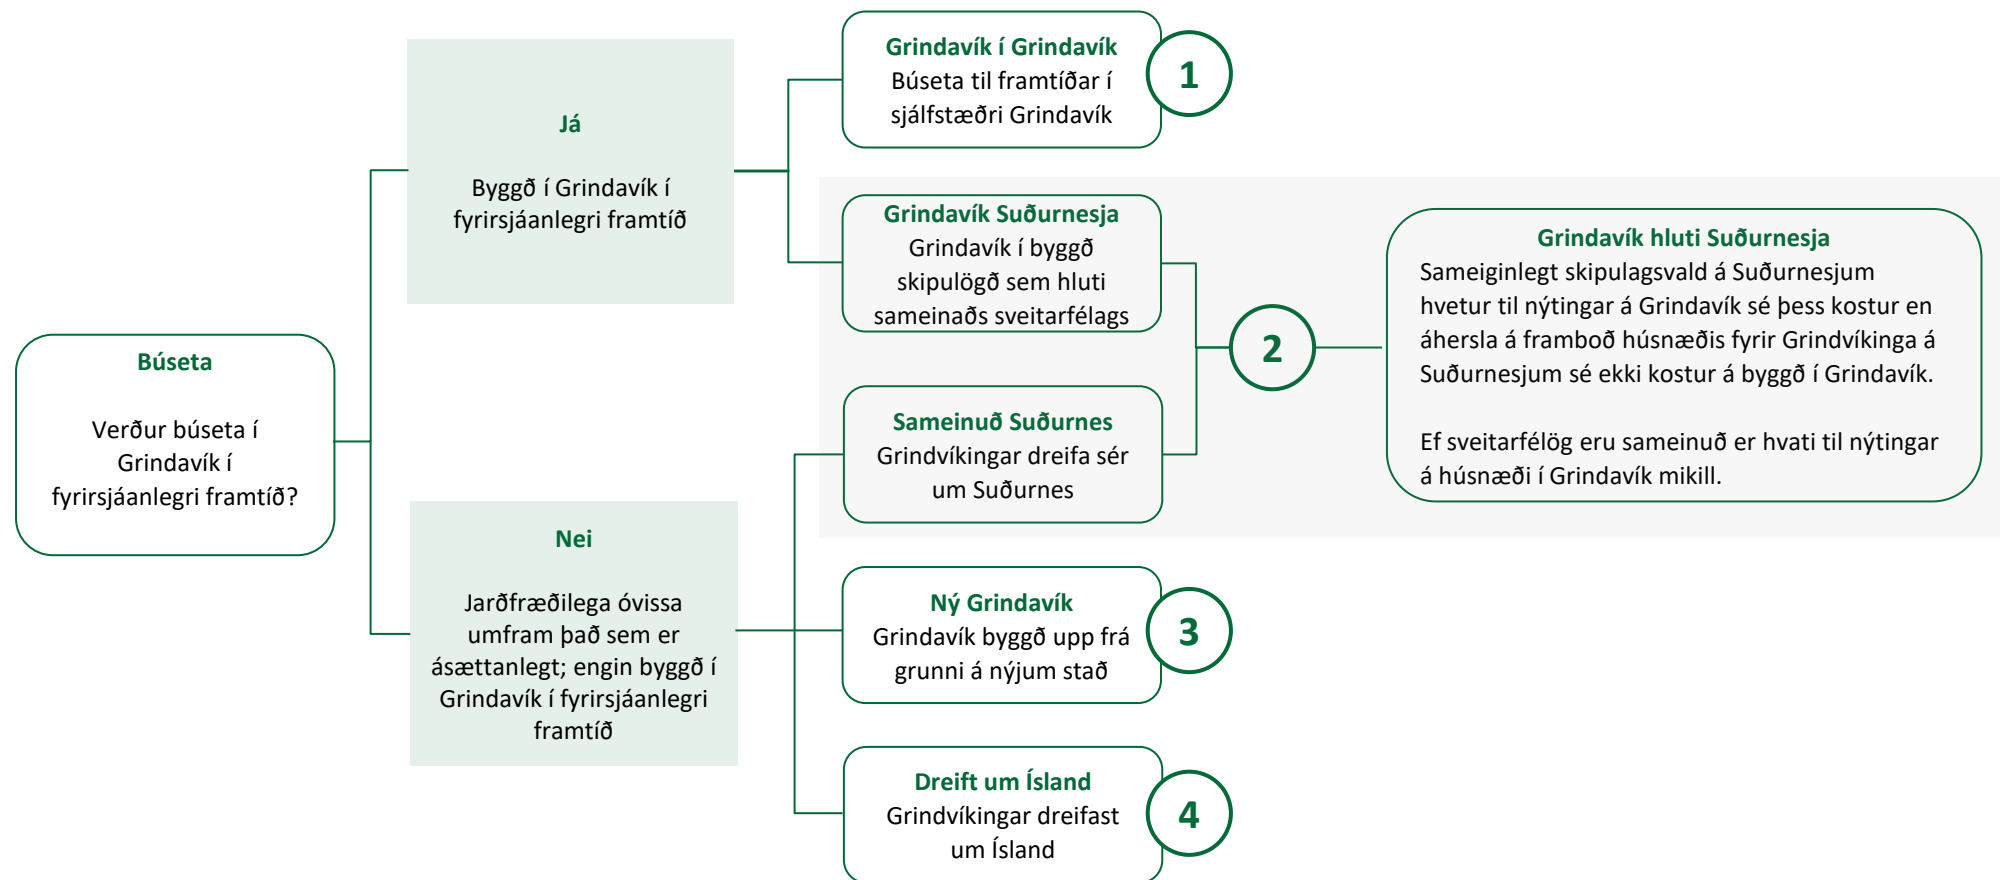 Búseta
Verður búseta í
Grindavík í
fyrirsjáanlegri framtíð?
Já
Byggð í Grindavík í
fyrirsjáanlegri framtíð
Nei
Jarðfræðilega óvissa
umfram það sem er
ásættanlegt; engin byggð í
Grindavík í fyrirsjáanlegri
framtíð
Grindavík í Grindavík
Búseta til framtíðar í
sjálfstæðri Grindavík
1
Grindavík Suðurnesja
Grindavík í byggð
skipulögð sem hluti
sameinaðs sveitarfélags
Sameinuð Suðurnes
Grindvíkingar dreifa sér
um Suðurnes
2
Grindavík hluti Suðurnesja
Sameiginlegt skipulagsvald á Suðurnesjum
hvetur til nýtingar á Grindavík sé þess kostur en
áhersla á framboð húsnæðis fyrir Grindvíkinga á
Suðurnesjum sé ekki kostur á byggð í Grindavík.
Ef sveitarfélög eru sameinuð er hvati til nýtingar
á húsnæði í Grindavík mikill.
Ný Grindavík
Grindavík byggð upp frá
grunni á nýjum stað
3
Dreift um Ísland
Grindvíkingar dreifast
um Ísland
4